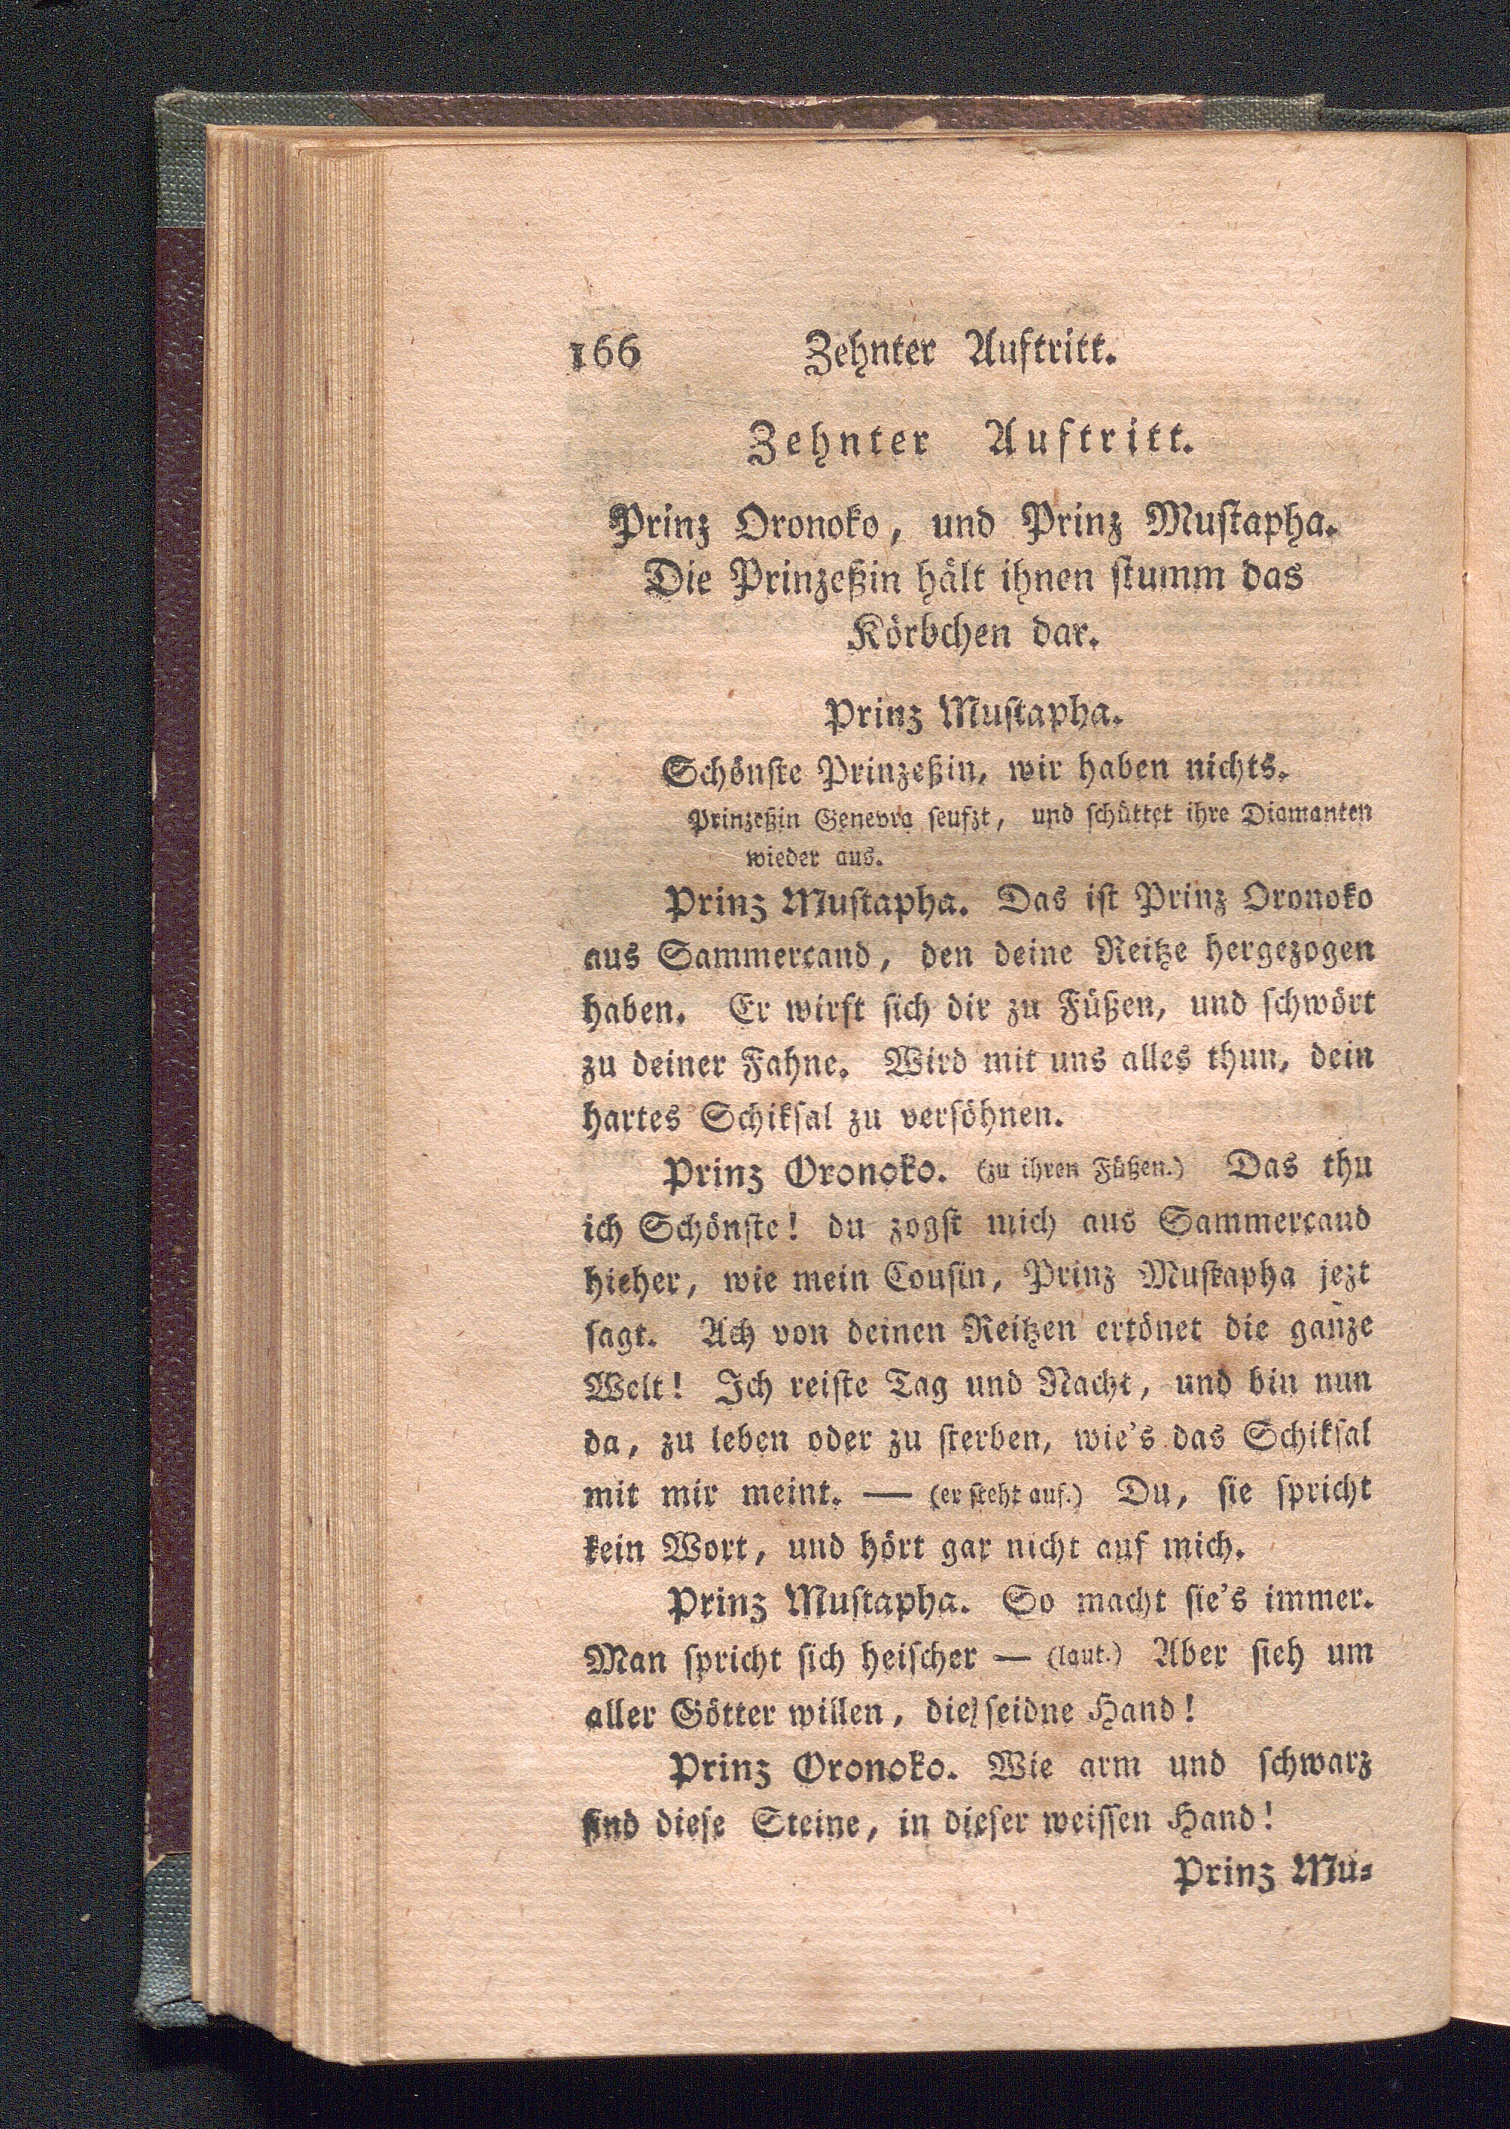 166 Zehnter Auftritt.
Zehnter Auftritt.
Prinz Oronoko, und Prinz Mustapha.
Die Prinzeßin hält ihnen stumm das
Körbchen dar.
Prinz Mustapha.
Schönste Prinzeßin, wir haben nichts.
Prinzeßin Genevra seufzt, und schüttet ihre Diamanten
wieder aus.
Prinz Mustapha. Das ist Prinz Oronoko
aus Sammercand, den deine Reitze hergezogen
haben. Er wirft sich dir zu Füßen, und schwört
zu deiner Fahne. Wird mit uns alles thun, dein
hartes Schiksal zu versöhnen.
Prinz Oronoko. (zu ihren Füßen.) Das thu
ich Schönste! du zogst mich aus Sammercand
hieher, wie mein Cousin, Prinz Mustapha jezt
sagt. Ach von deinen Reitzen ertönet die ganze
Welt! Ich reiste Tag und Nacht, und bin nun
da, zu leben oder zu sterben, wie's das Schiksal
mit mir meint. — (er steht auf.) Du, sie spricht
kein Wort, und hört gar nicht auf mich.
Prinz Mustapha. So macht sie's immer.
Man spricht sich heischer — (laut.) Aber sieh um
aller Götter willen, die seidne Hand!
Prinz Oronoko. Wie arm und schwarz
sind diese Steine, in dieser weissen Hand!
Prinz Mu-